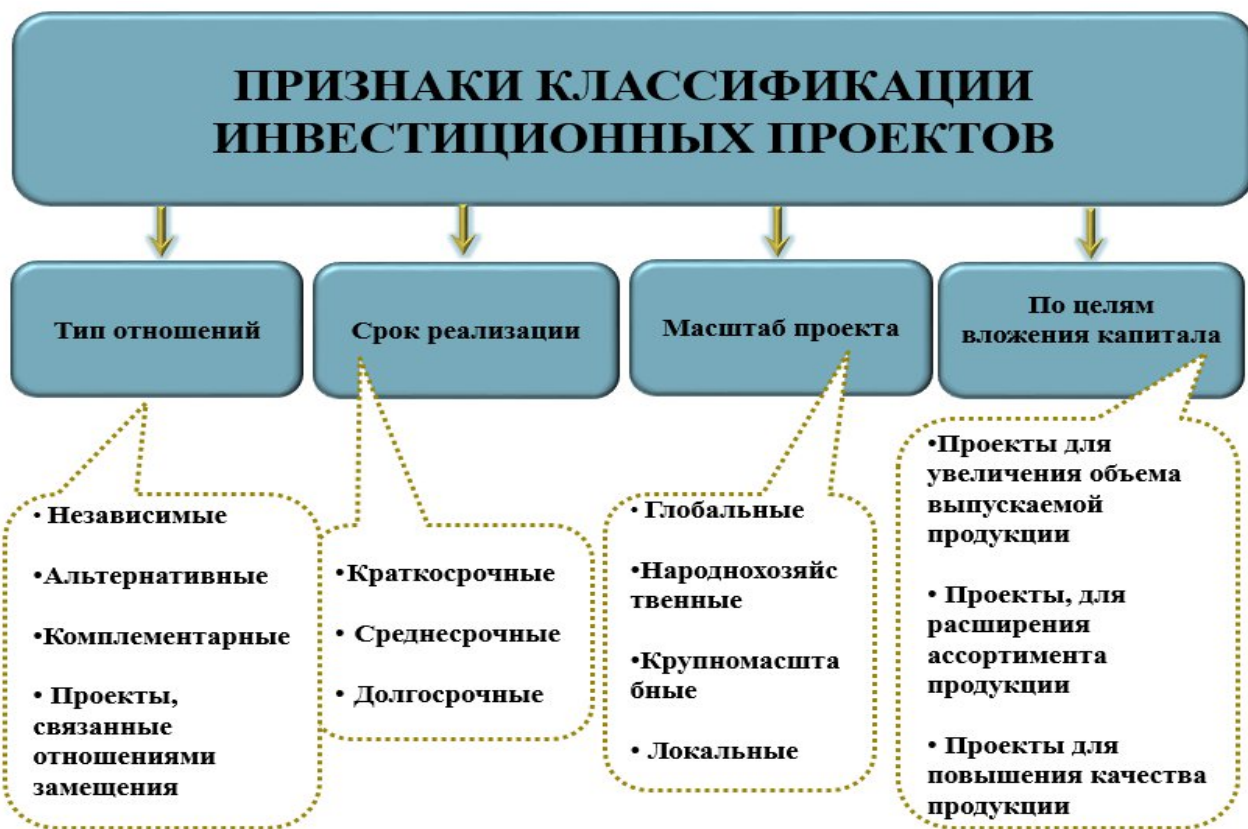 ПРИЗНАКИ КЛАССИФИКАЦИИ
ИНВЕСТИЦИОННЫХ ПРОЕКТОВ
Тип отношений
Срок реализации
Масштаб проекта
По целям
вложения капитала
• Независимые
•Альтернативные
•Комплементарные
• Проекты,
связанные
отношениями
замещения
•Краткосрочные
• Среднесрочные
• Долгосрочные
• Глобальные
•Народнохозяйс
твенные
•Крупномасшта
бные
• Локальные
•Проекты для
увеличения объема
выпускаемой
продукции
• Проекты, для
расширения
ассортимента
продукции
• Проекты для
повышения качества
продукции